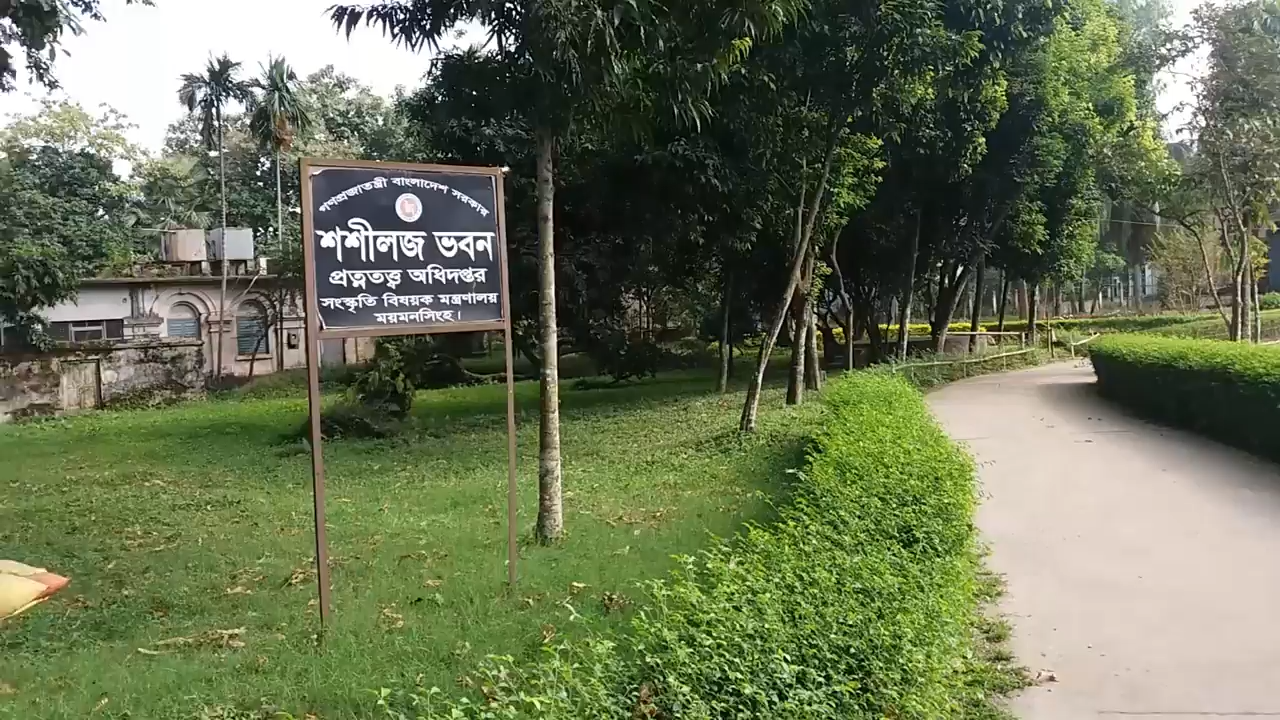 গণপ্রজাতন্ত্রী বাংলাদেশ সরকার
শশীলজ ভবন
প্রত্নতত্ত্ব অধিদপ্তর
সংস্কৃতি বিষয়ক মন্ত্রণালয়
ময়মনসিংহ।